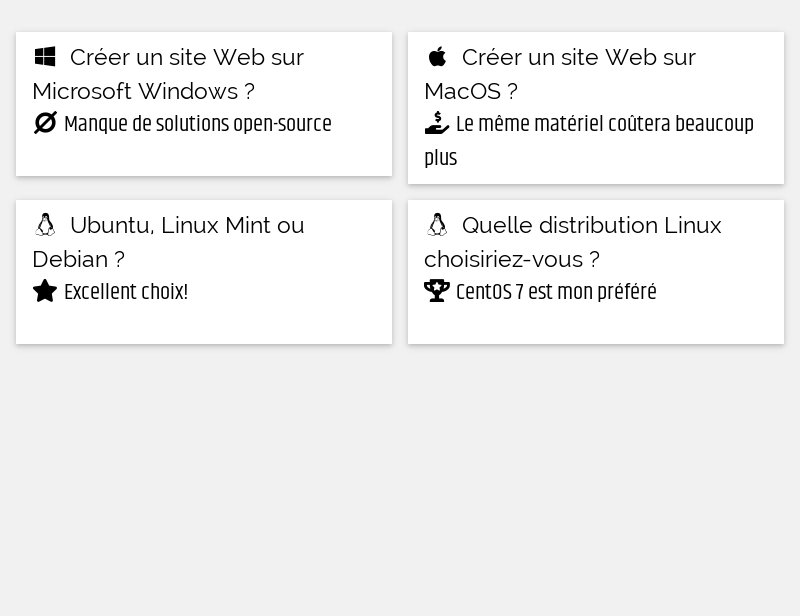 Créer un site Web sur
Microsoft Windows ?
Manque de solutions open-source
Créer un site Web sur
MacOS ?
Le même matériel coûtera beaucoup
plus
Ubuntu, Linux Mint ou
Debian ?
Excellent choix!
Quelle distribution Linux
choisiriez-vous ?
CentOS 7 est mon préféré